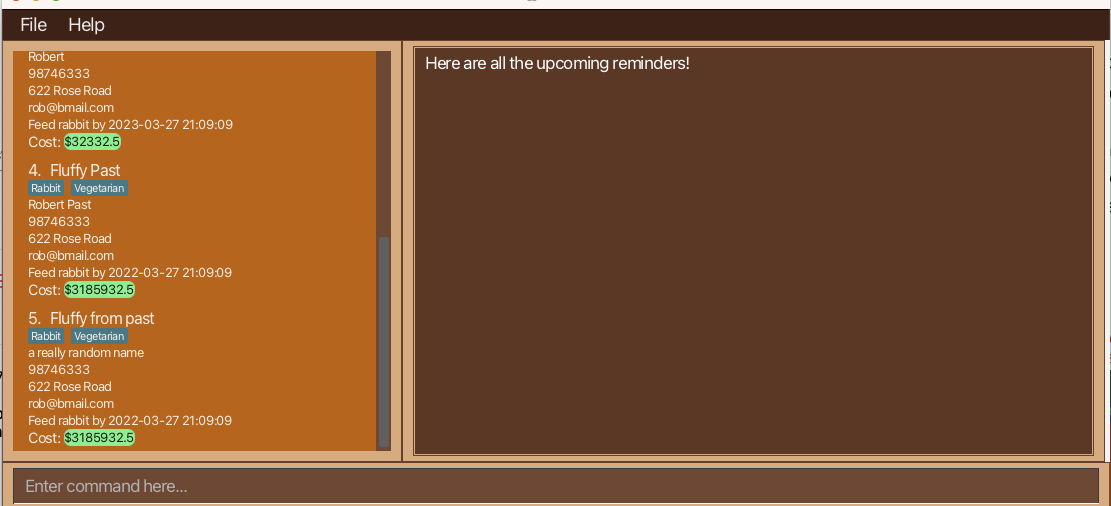 File Help
Robert
98746333
622 Rose Road
rob@bmail.com
Feed rabbit by 2023-03-27 21:09:09
Cost: $32332.5
4. Fluffy Past
Rabbit Vegetarian
Robert Past
98746333
622 Rose Road
rob@bmail.com
Feed rabbit by 2022-03-27 21:09:09
Cost: $3185932.5
5. Fluffy from past
Rabbit Vegetarian
a really random name
98746333
622 Rose Road
rob@bmail.com
Feed rabbit by 2022-03-27 21:09:09
Cost: $3185932.5
Here are all the upcoming reminders!
Enter command here...